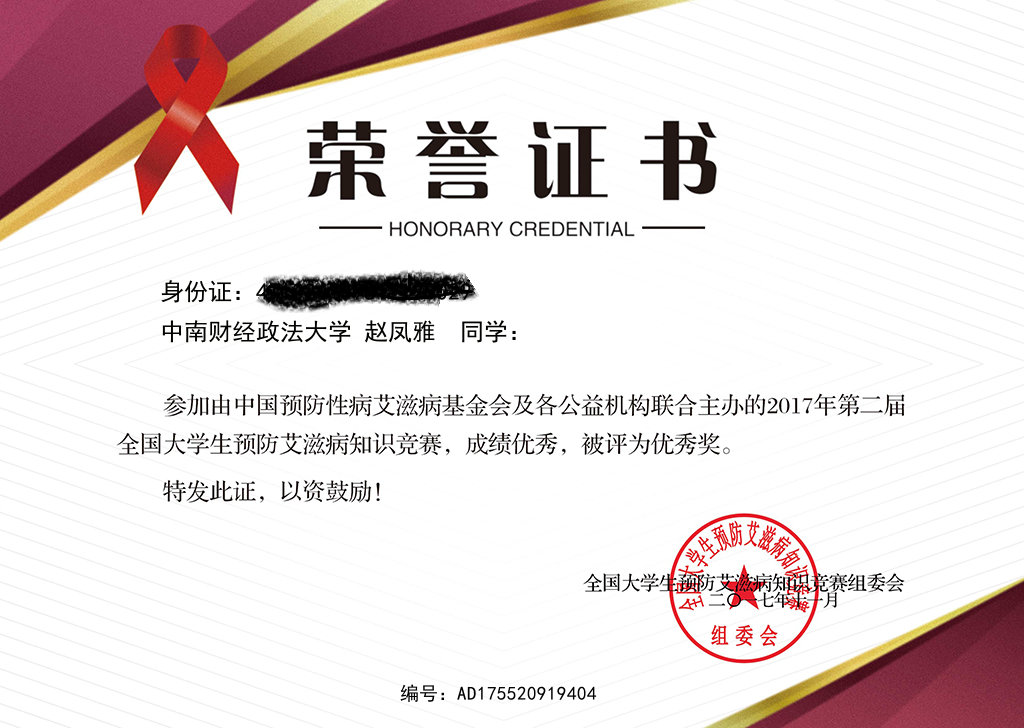 荣誉证书
HONORARY CREDENTIAL
身份证：4
中南财经政法大学 赵凤雅 同学：
参加由中国预防性病艾滋病基金会及各公益机构联合主办的2017年第二届
全国大学生预防艾滋病知识竞赛，成绩优秀，被评为优秀奖。
特发此证，以资鼓励！
全国大学生预防艾滋病知识竞赛
全国大学生预防艾滋病知识竞赛组委会
二〇一七年十一月
组委会
编号：AD175520919404